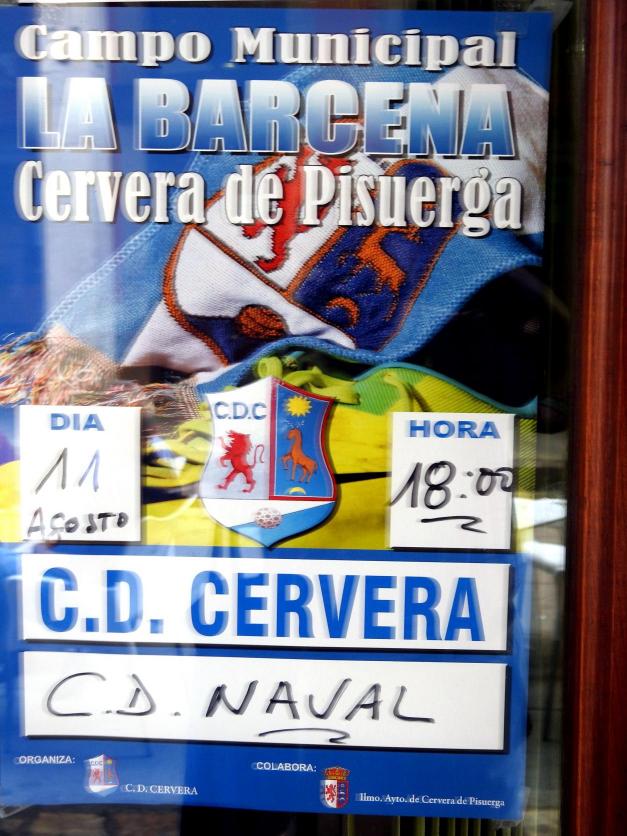 Campo Municipal
LA BARCENA
Cervera de Pisuerga
C.D.C
DIA
11
AGOSTO
HORA
18:00
C.D. CERVERA
C.D. NAVAL
ORGANIZA:
C.D. CERVERA
COLABORA:
Ilmo. Ayto. de Cervera de Pisuerga